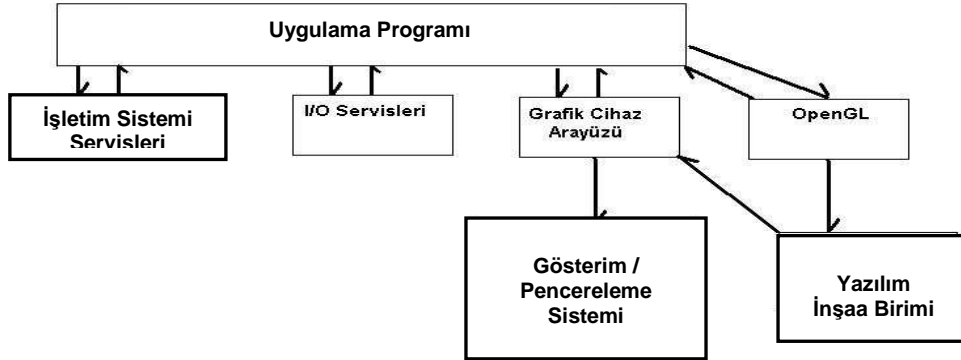 Uygulama Programı
İşletim Sistemi
Servisleri
I/O Servisleri
Grafik Cihaz
Arayüzü
OpenGL
Gösterim /
Pencereleme
Sistemi
Yazılım
İnşaa Birimi